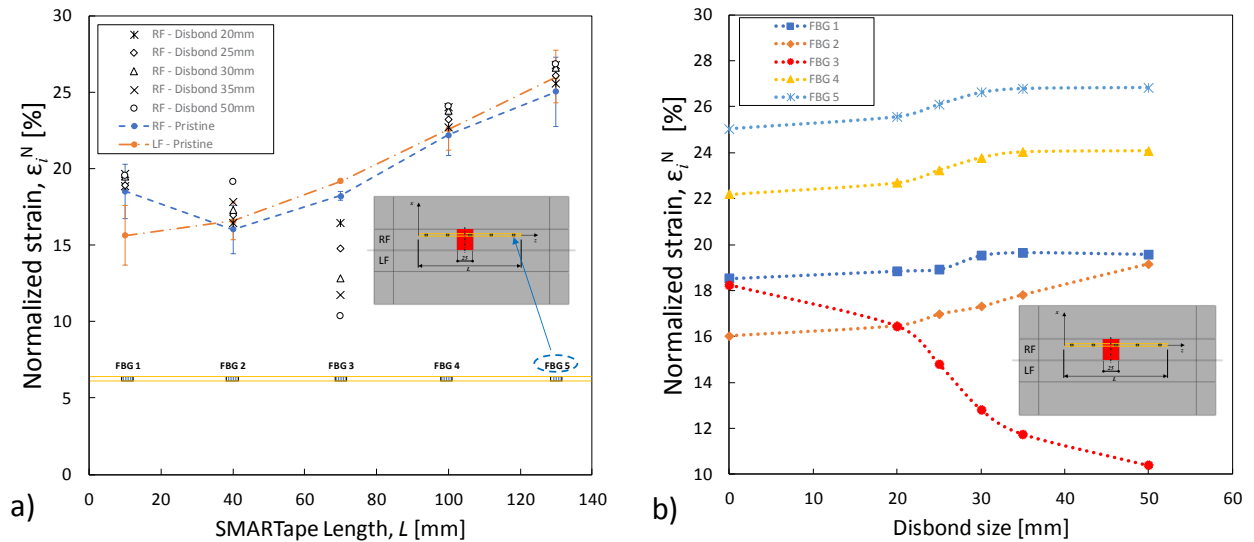 30
25
20
15
10
5
0
Normalized strain, εᵢᴺ [%]
RF - Disbond 20mm
RF - Disbond 25mm
RF - Disbond 30mm
RF - Disbond 35mm
RF - Disbond 50mm
RF - Pristine
LF - Pristine
x
RF
LF
z
25
L
FBG 1 FBG 2 FBG 3 FBG 4 FBG 5
0 20 40 60 80 100 120 140
SMARTape Length, L [mm]
a)
30
28
26
24
22
20
18
16
14
12
10
Normalized strain, εᵢᴺ [%]
FBG 1
FBG 2
FBG 3
FBG 4
FBG 5
x
RF
LF
z
25
L
0 10 20 30 40 50 60
Disbond size [mm]
b)